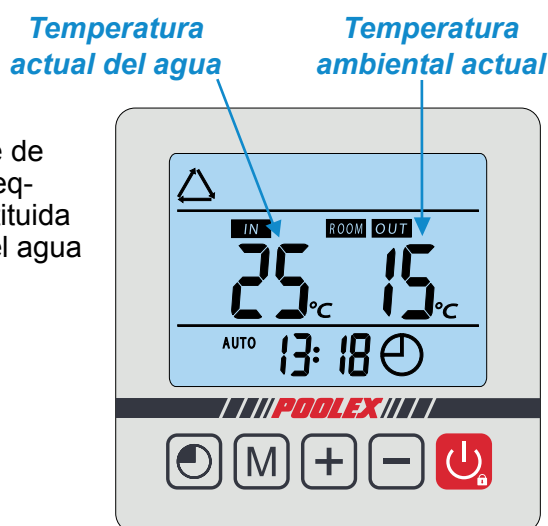 Temperatura
actual del agua
Temperatura
ambiental actual
e de
eq-
tituida
el agua
IN ROOM OUT
25 °C 15 °C
AUTO 13:18
POOLEX
M + −